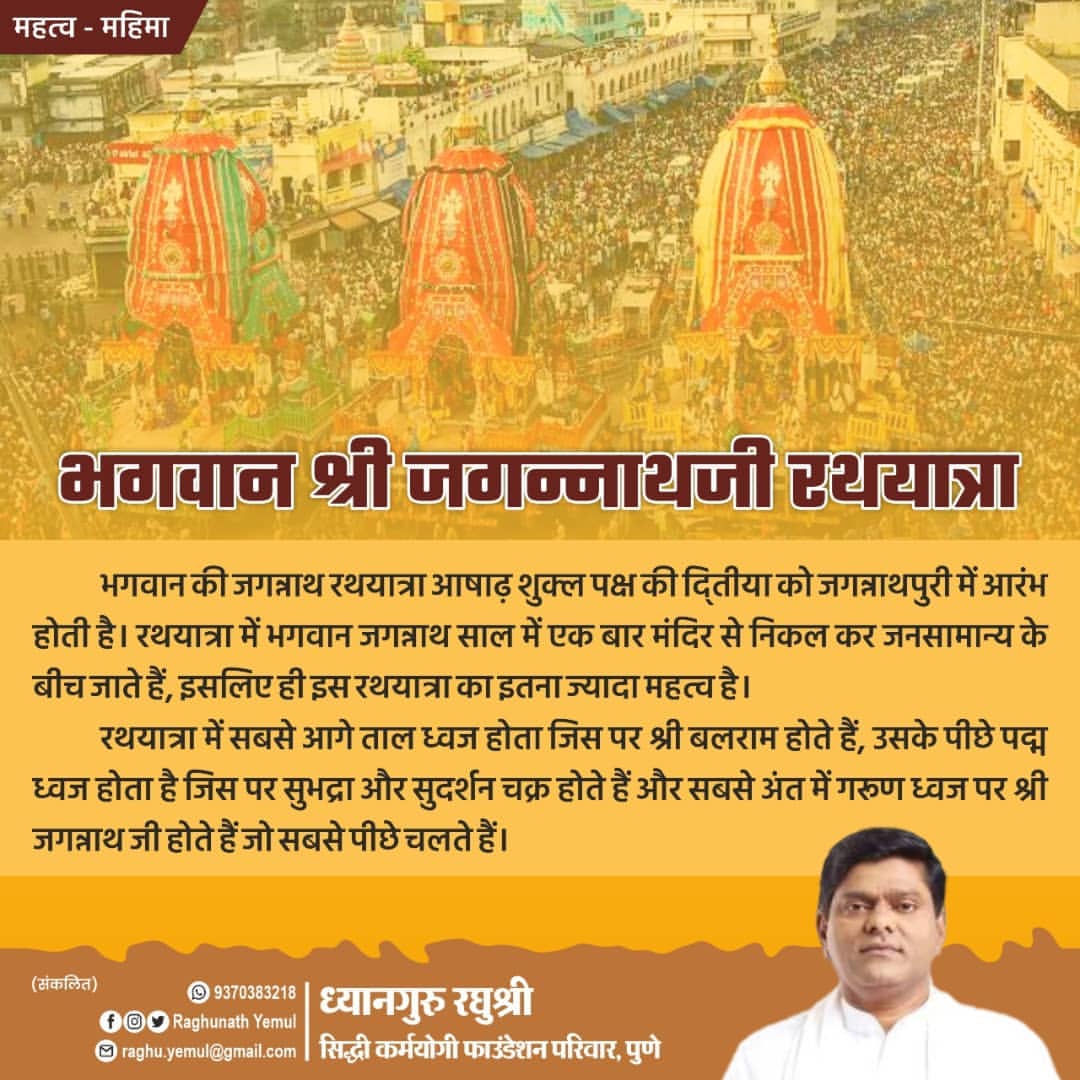 महत्व - महिमा
भगवान श्री जगन्नाथजी रथयात्रा
भगवान की जगन्नाथ रथयात्रा आषाढ़ शुक्ल पक्ष की दि्तीया को जगन्नाथपुरी में आरंभ
होती है। रथयात्रा में भगवान जगन्नाथ साल में एक बार मंदिर से निकल कर जनसामान्य के
बीच जाते हैं, इसलिए ही इस रथयात्रा का इतना ज्यादा महत्व है।
रथयात्रा में सबसे आगे ताल ध्वज होता जिस पर श्री बलराम होते हैं, उसके पीछे पद्म
ध्वज होता है जिस पर सुभद्रा और सुदर्शन चक्र होते हैं और सबसे अंत में गरूण ध्वज पर श्री
जगन्नाथ जी होते हैं जो सबसे पीछे चलते हैं।
(संकलित)
9370383218
Raghunath Yemul
raghu.yemul@gmail.com
ध्यानगुरु रघुश्री
सिद्धी कर्मयोगी फाउंडेशन परिवार, पुणे